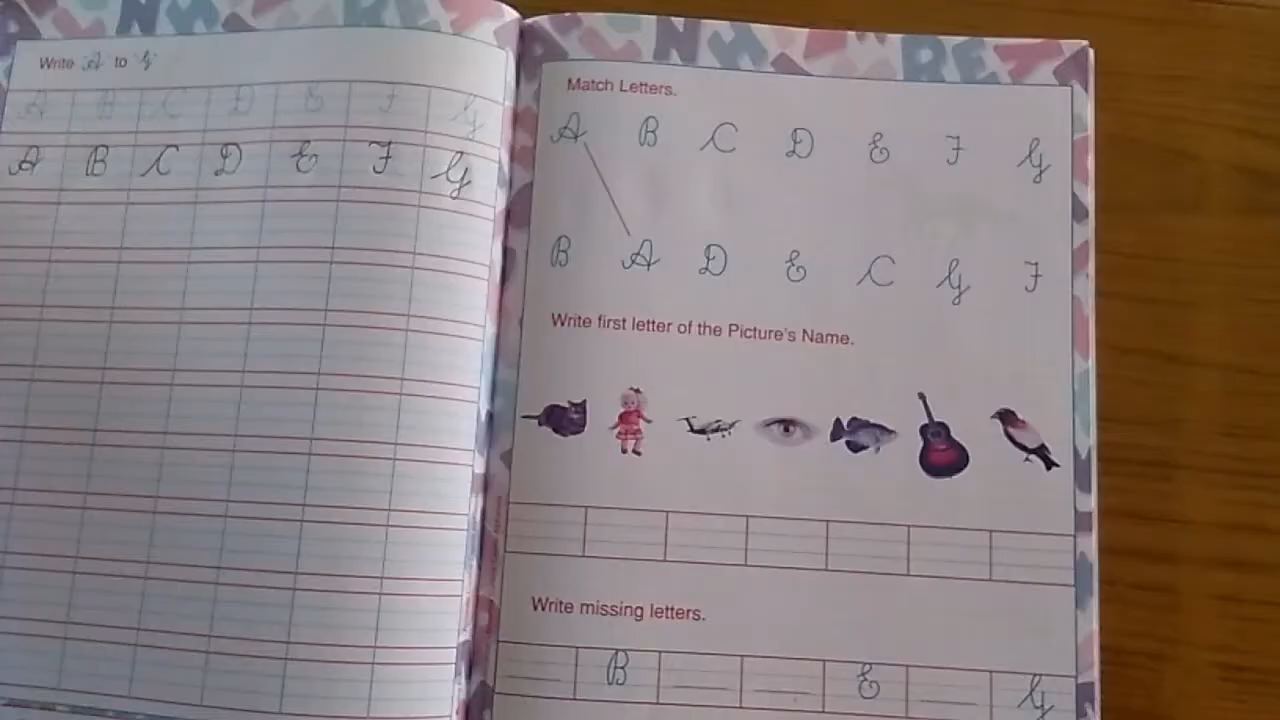 Write A to G
A B C D E F G
A B C D E F G
Match Letters.
A B C D E F G
B A D E C G F
Write first letter of the Picture's Name.
Write missing letters.
B E G